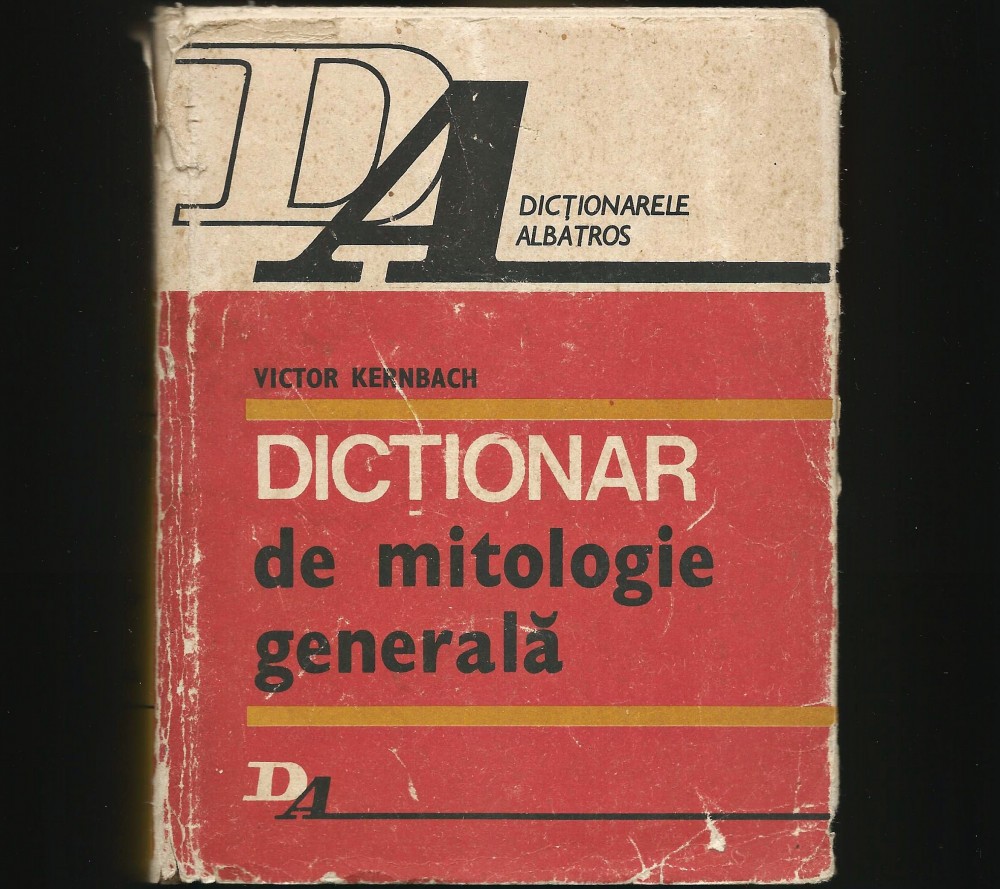 DA
DICȚIONARELE
ALBATROS
VICTOR KERNBACH
DICȚIONAR
de mitologie
generală
DA